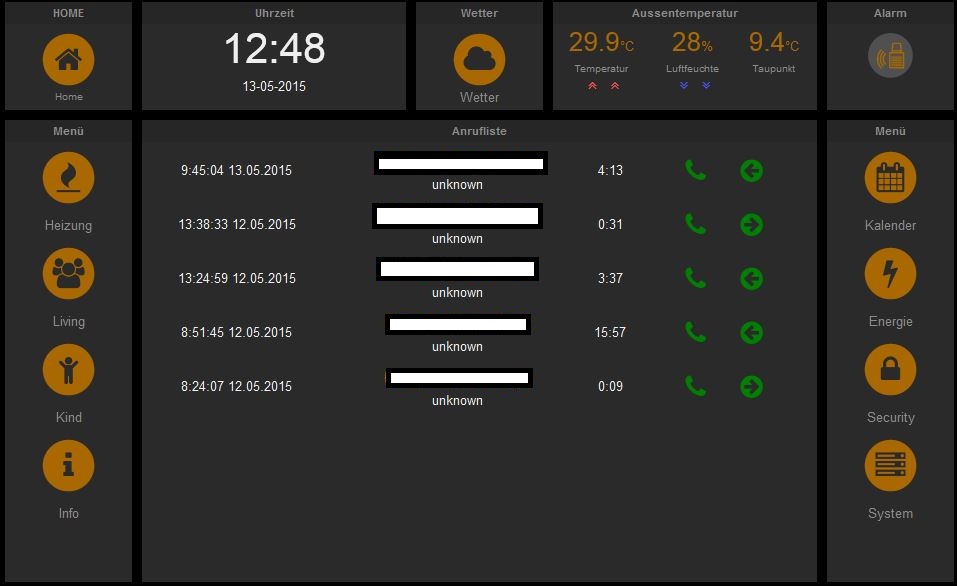 HOME
Home
Uhrzeit
12:48
13-05-2015
Wetter
Wetter
Aussentemperatur
29.9°C 28% 9.4°C
Temperatur Luftfeuchte Taupunkt
Alarm
Menü
Heizung
Living
Kind
Info
Anrufliste
9:45:04 13.05.2015 4:13
unknown
13:38:33 12.05.2015 0:31
unknown
13:24:59 12.05.2015 3:37
unknown
8:51:45 12.05.2015 15:57
unknown
8:24:07 12.05.2015 0:09
unknown
Menü
Kalender
Energie
Security
System